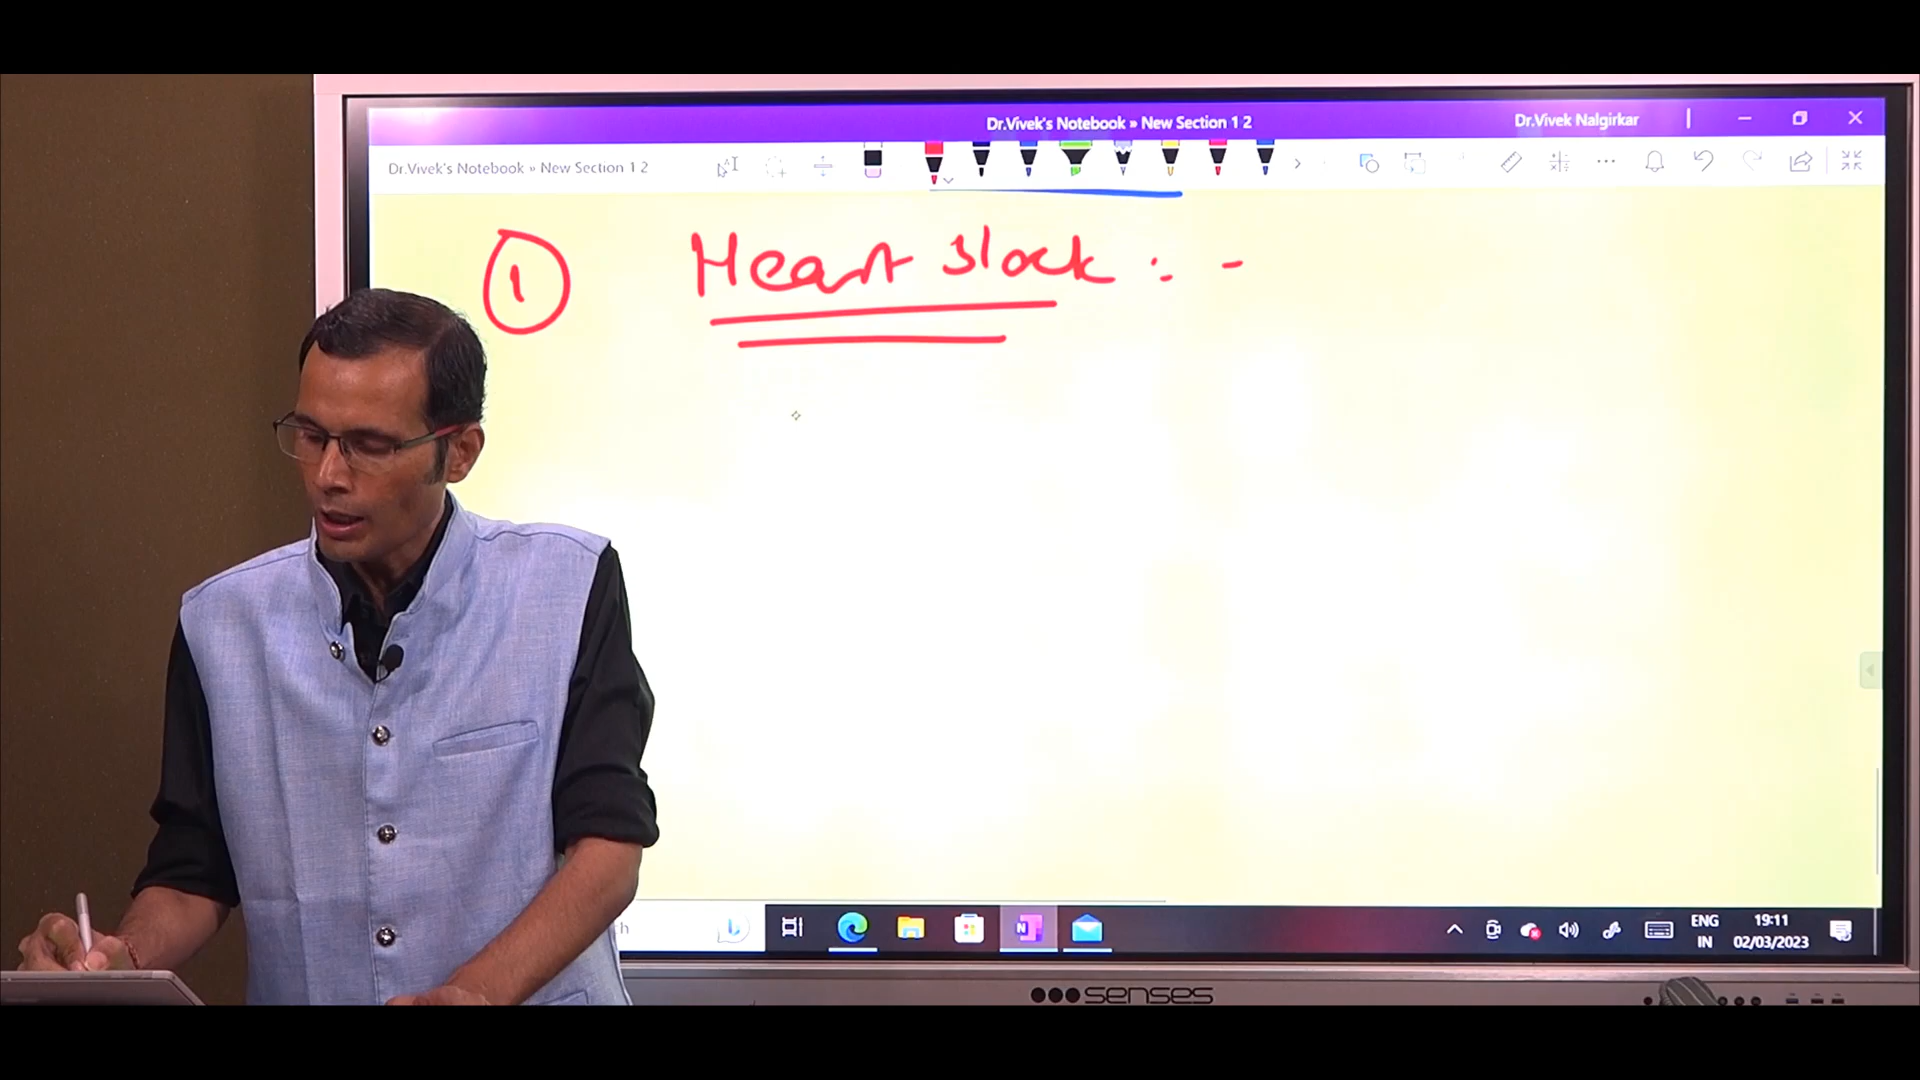 Dr.Vivek's Notebook » New Section 1 2
Dr.Vivek Nalgirkar
Dr.Vivek's Notebook » New Section 1 2
1 Heart Block : -
ch
ENG
IN
19:11
02/03/2023
senses